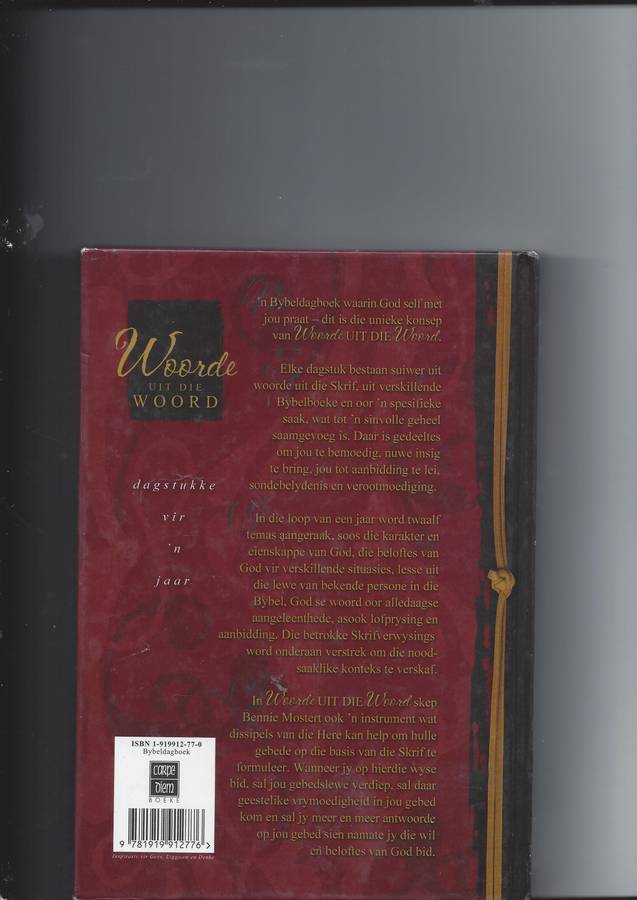 Woorde
UIT DIE
WOORD
dagstukke
vir
'n
jaar
'n Bybeldagboek waarin God self met
jou praat – dit is die unieke konsep
van Woorde UIT DIE Woord.
Elke dagstuk bestaan suiwer uit
woorde uit die Skrif, uit verskillende
Bybelboeke en oor 'n spesifieke
saak, wat tot 'n sinvolle geheel
saamgevoeg is. Daar is gedeeltes
om jou te bemoedig, nuwe insig
te bring, jou tot aanbidding te lei,
sondebelydenis en verootmoediging.
In die loop van een jaar word twaalf
temas aangeraak, soos die karakter en
eienskappe van God, die beloftes van
God vir verskillende situasies, lesse uit
die lewe van bekende persone in die
Bybel, God se woord oor alledaagse
aangeleenthede, asook lofprysing en
aanbidding. Die betrokke Skrifverwysings
word onderaan verstrek om die nood-
saaklike konteks te verskaf.
In Woorde UIT DIE Woord skep
Bennie Mostert ook 'n instrument wat
dissipels van die Here kan help om hulle
gebede op die basis van die Skrif te
formuleer. Wanneer jy op hierdie wyse
bid, sal jou gebedslewe verdiep, sal daar
geestelike vrymoedigheid in jou gebed
kom en sal jy meer en meer antwoorde
op jou gebed sien namate jy die wil
en beloftes van God bid.
ISBN 1-919912-77-0
Bybeldagboek
carpe
diem
BOEKE
9 781919 912776 >
Inspirasie vir Gees, Liggaam en Denke